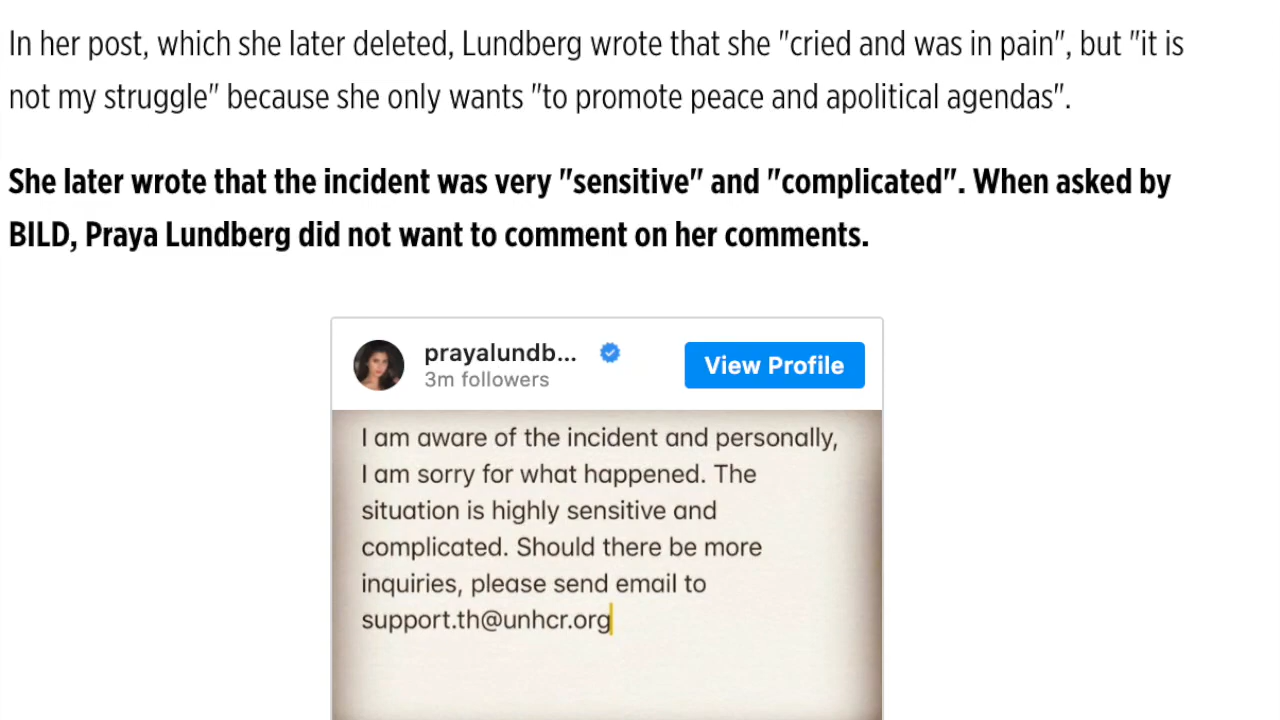 In her post, which she later deleted, Lundberg wrote that she "cried and was in pain", but "it is
not my struggle" because she only wants "to promote peace and apolitical agendas".
She later wrote that the incident was very "sensitive" and "complicated". When asked by
BILD, Praya Lundberg did not want to comment on her comments.
prayalundb...
View Profile
3m followers
I am aware of the incident and personally,
I am sorry for what happened. The
situation is highly sensitive and
complicated. Should there be more
inquiries, please send email to
support.th@unhcr.org